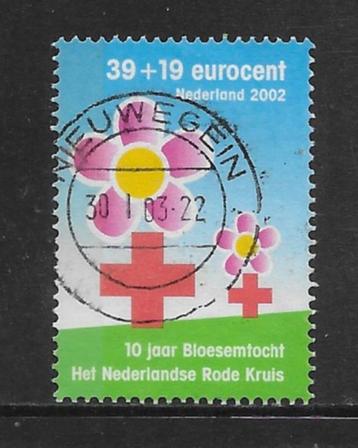 39+19 eurocent
Nederland 2002
NIEUWEGEIN
30 I 03-22
10 jaar Bloesemtocht
Het Nederlandse Rode Kruis